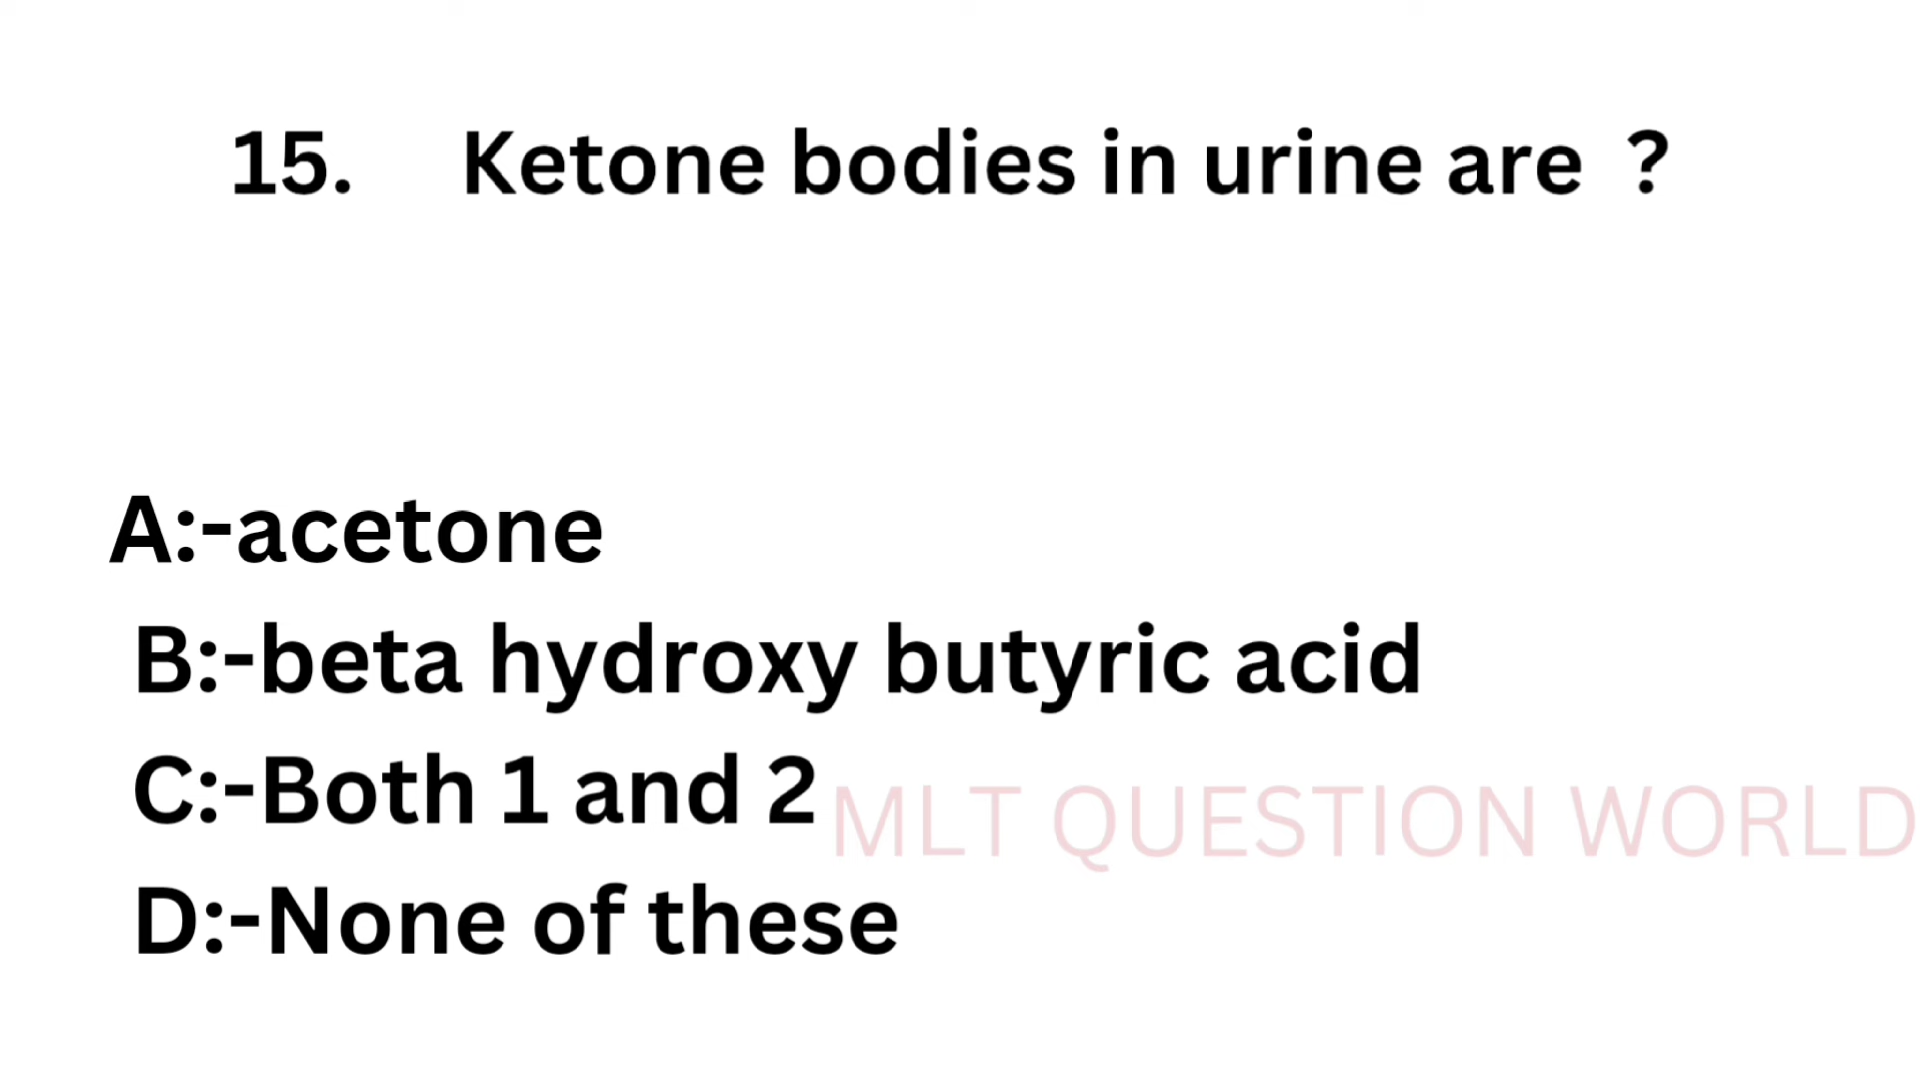 15. Ketone bodies in urine are ?
A:-acetone
B:-beta hydroxy butyric acid
C:-Both 1 and 2
MLT QUESTION WORLD
D:-None of these